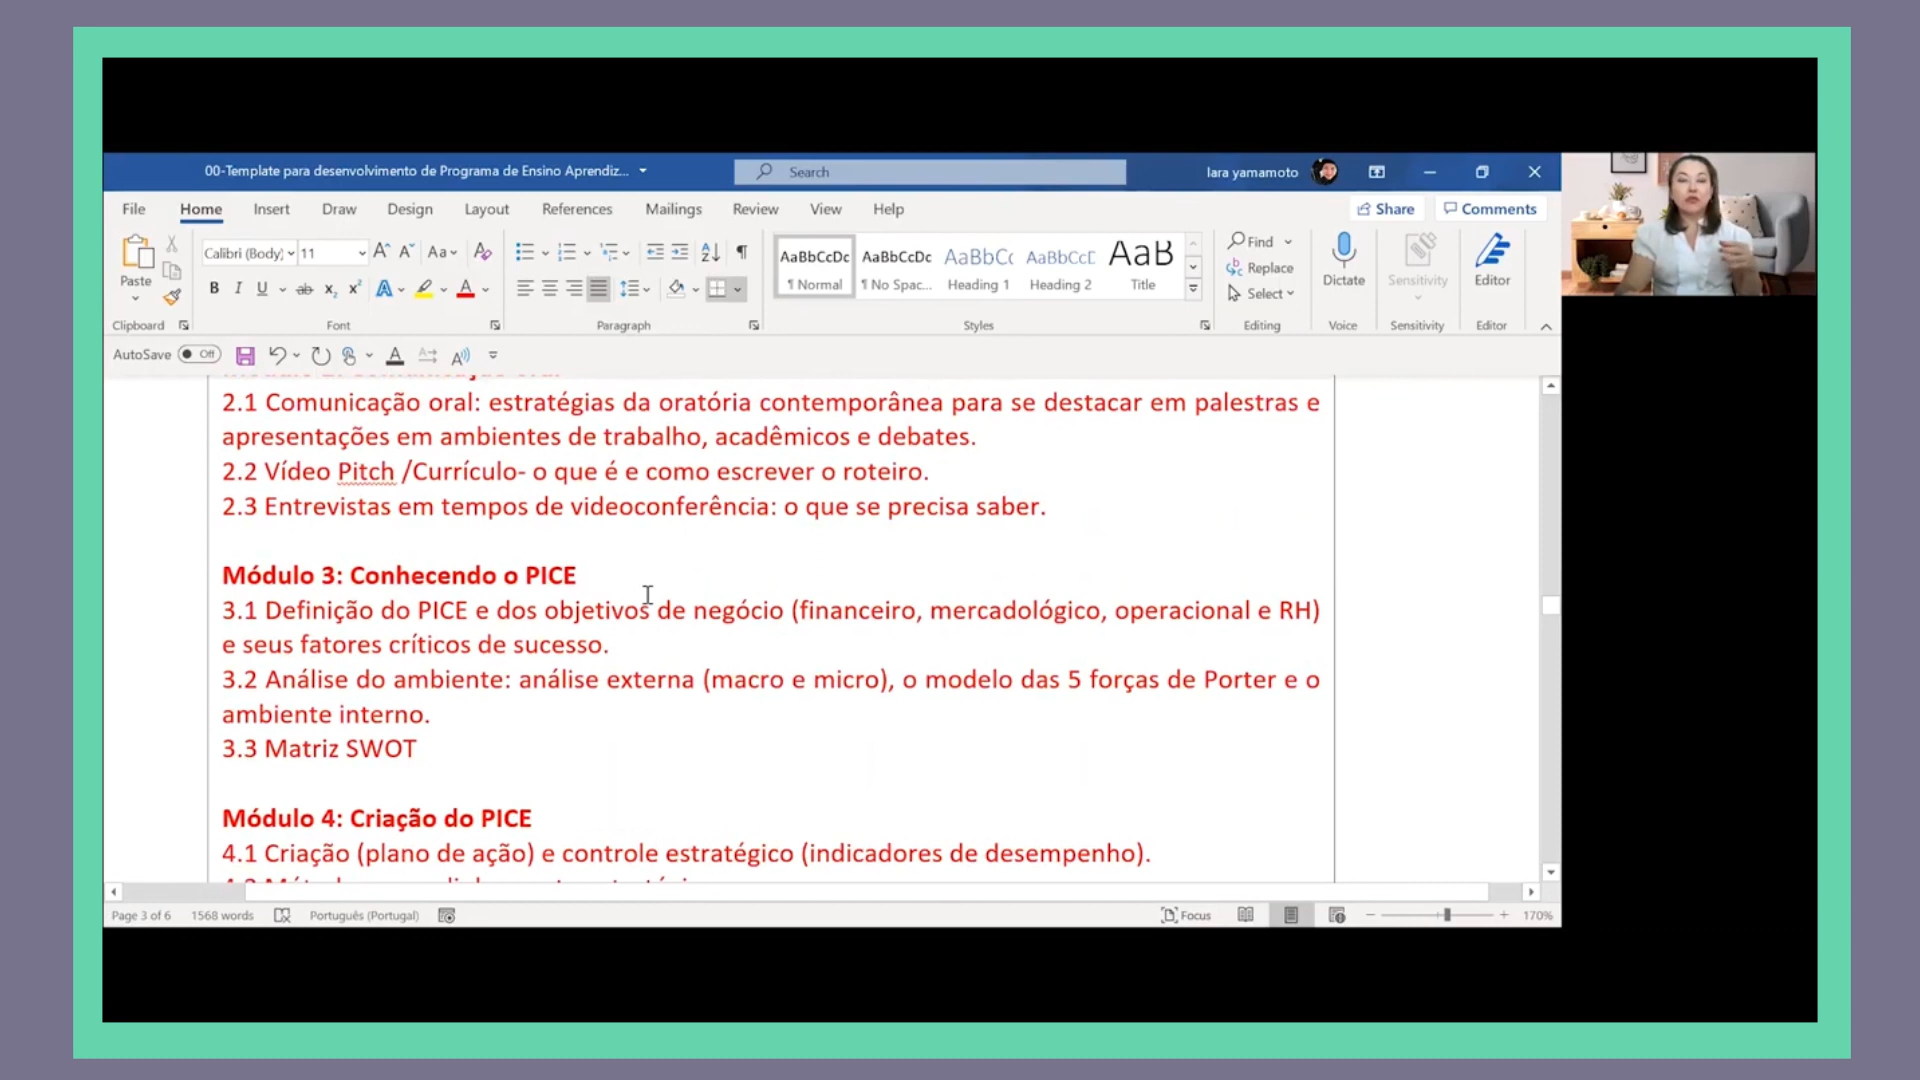 00-Template para desenvolvimento de Programa de Ensino Aprendiz...
Search
Iara yamamoto
File Home Insert Draw Design Layout References Mailings Review View Help
Share Comments
Paste
Calibri (Body) 11
Aa
B I U ab x₂ x²
AaBbCcDc AaBbCcDc AaBbCc AaBbCcD AaB
¶ Normal ¶ No Spac... Heading 1 Heading 2 Title
Find
Replace
Select
Dictate Sensitivity Editor
Clipboard Font Paragraph Styles Editing Voice Sensitivity Editor
AutoSave Off
2.1 Comunicação oral: estratégias da oratória contemporânea para se destacar em palestras e
apresentações em ambientes de trabalho, acadêmicos e debates.
2.2 Vídeo Pitch /Currículo- o que é e como escrever o roteiro.
2.3 Entrevistas em tempos de videoconferência: o que se precisa saber.
Módulo 3: Conhecendo o PICE
3.1 Definição do PICE e dos objetivos de negócio (financeiro, mercadológico, operacional e RH)
e seus fatores críticos de sucesso.
3.2 Análise do ambiente: análise externa (macro e micro), o modelo das 5 forças de Porter e o
ambiente interno.
3.3 Matriz SWOT
Módulo 4: Criação do PICE
4.1 Criação (plano de ação) e controle estratégico (indicadores de desempenho).
Page 3 of 6 1568 words Português (Portugal) Focus 170%